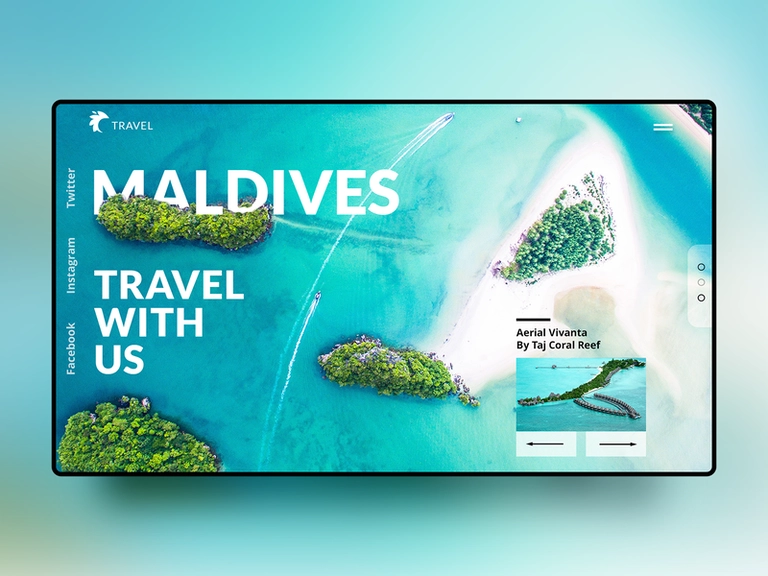 TRAVEL
Twitter
Instagram
Facebook
MALDIVES
TRAVEL
WITH
US
Aerial Vivanta
By Taj Coral Reef